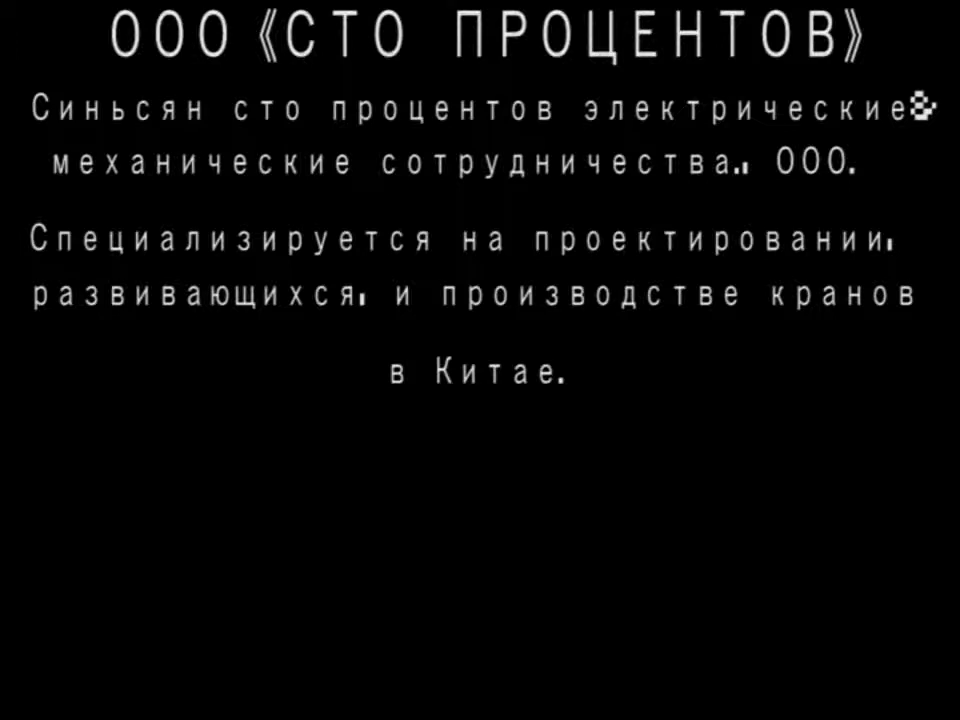 ООО《СТО ПРОЦЕНТОВ》
Синьсян сто процентов электрические&
механические сотрудничества., ООО.
Специализируется на проектировании,
развивающихся, и производстве кранов
в Китае.